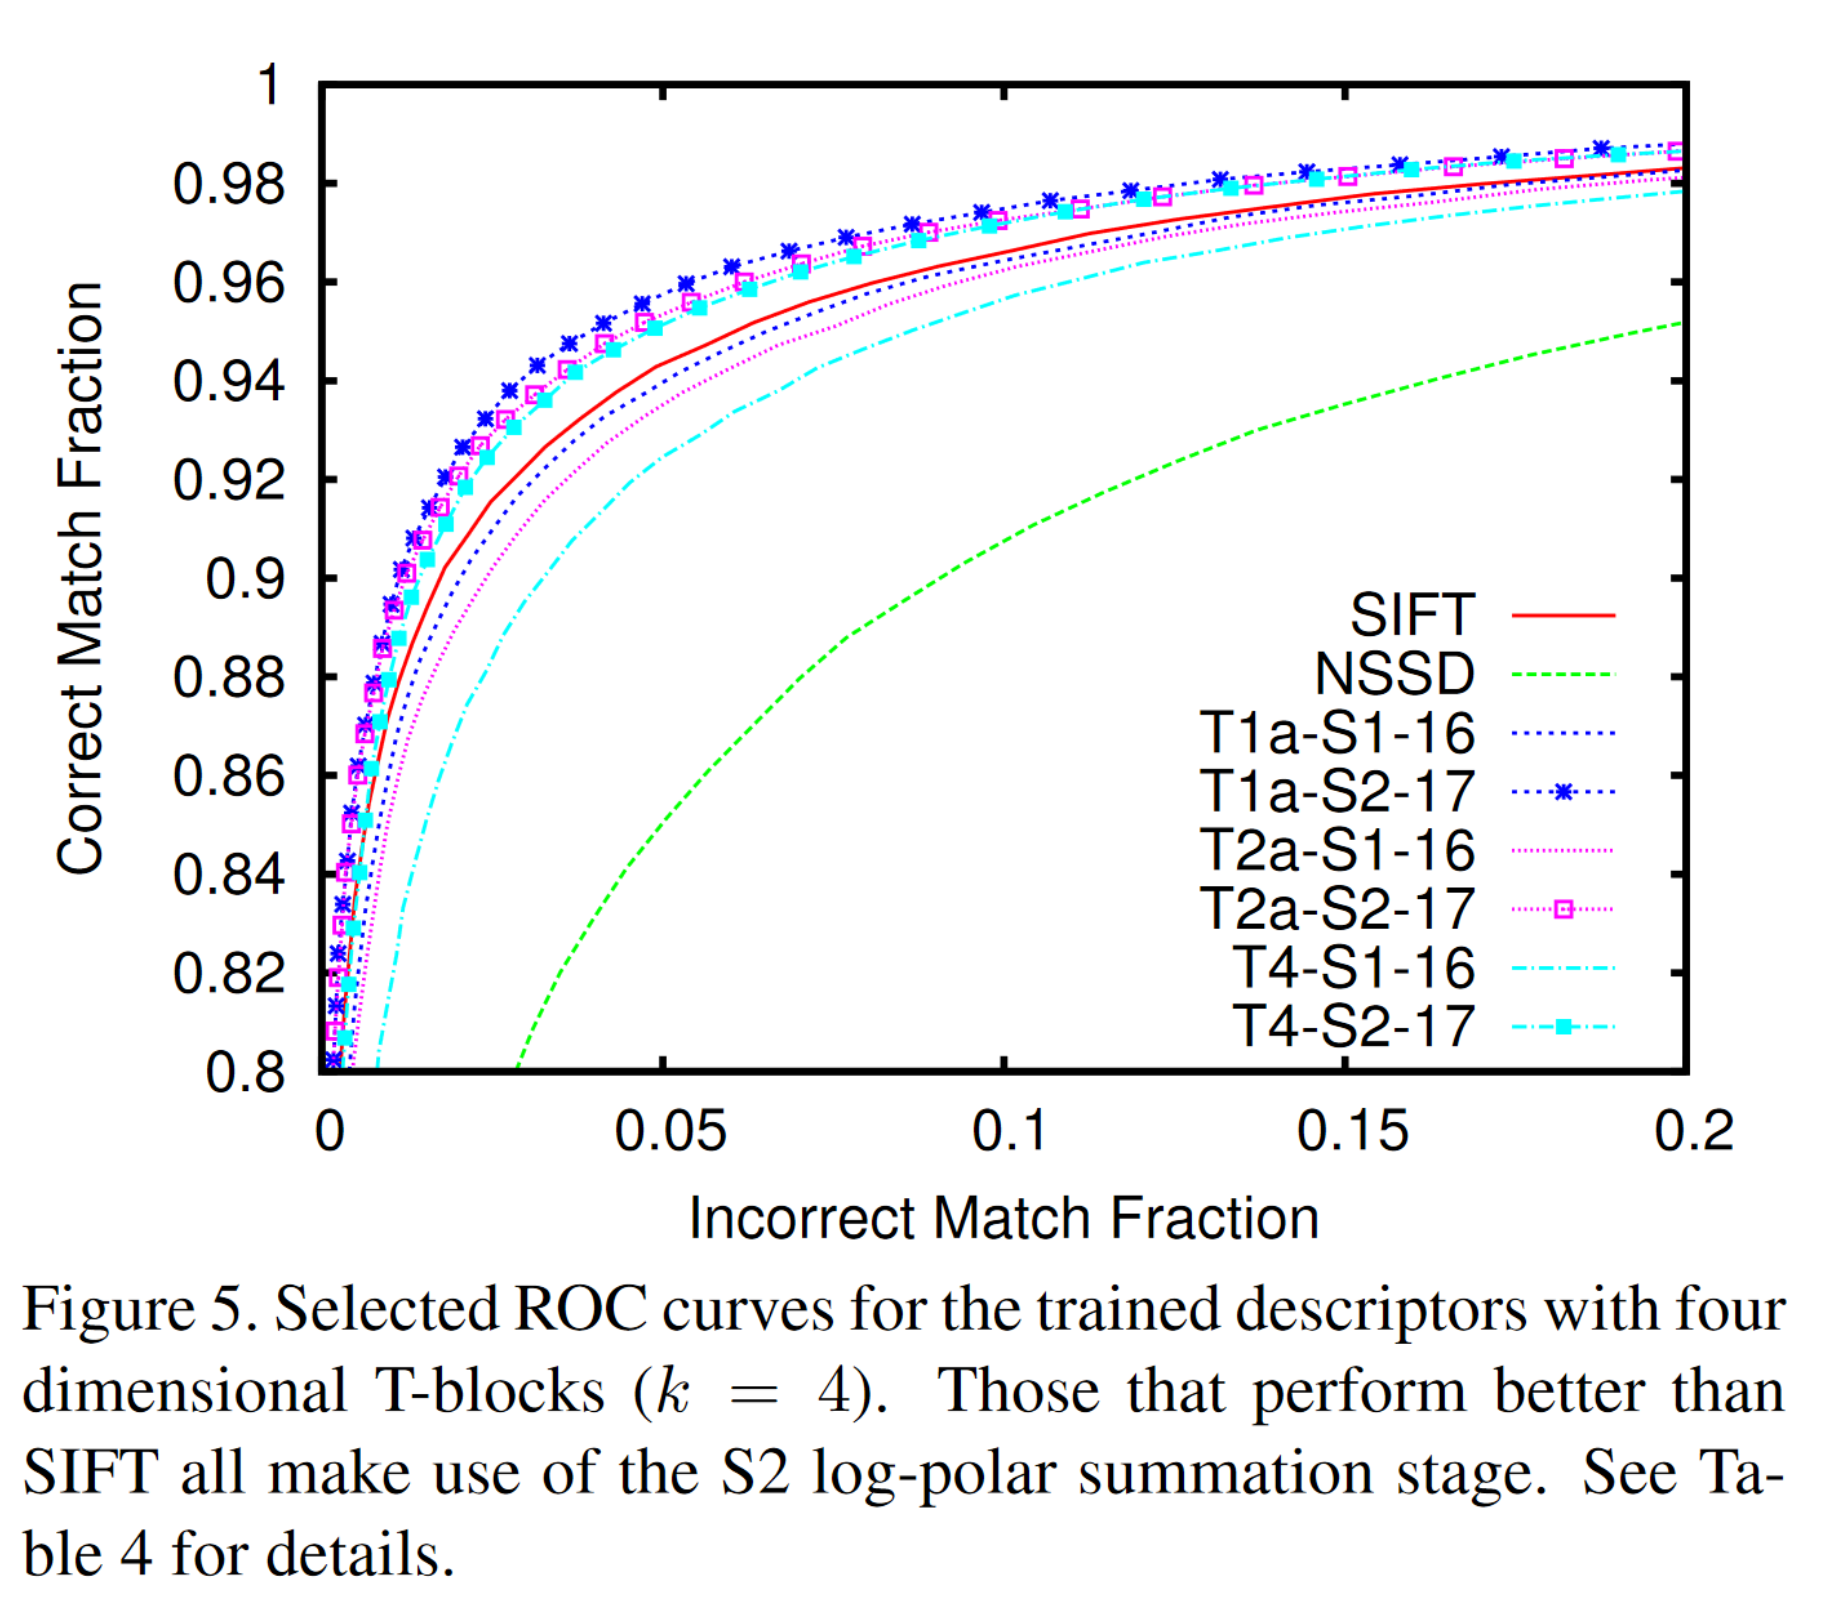 1
0.98
0.96
0.94
0.92
0.9
0.88
0.86
0.84
0.82
0.8
Correct Match Fraction
SIFT
NSSD
T1a-S1-16
T1a-S2-17
T2a-S1-16
T2a-S2-17
T4-S1-16
T4-S2-17
0 0.05 0.1 0.15 0.2
Incorrect Match Fraction
Figure 5. Selected ROC curves for the trained descriptors with four
dimensional T-blocks (k = 4). Those that perform better than
SIFT all make use of the S2 log-polar summation stage. See Ta-
ble 4 for details.